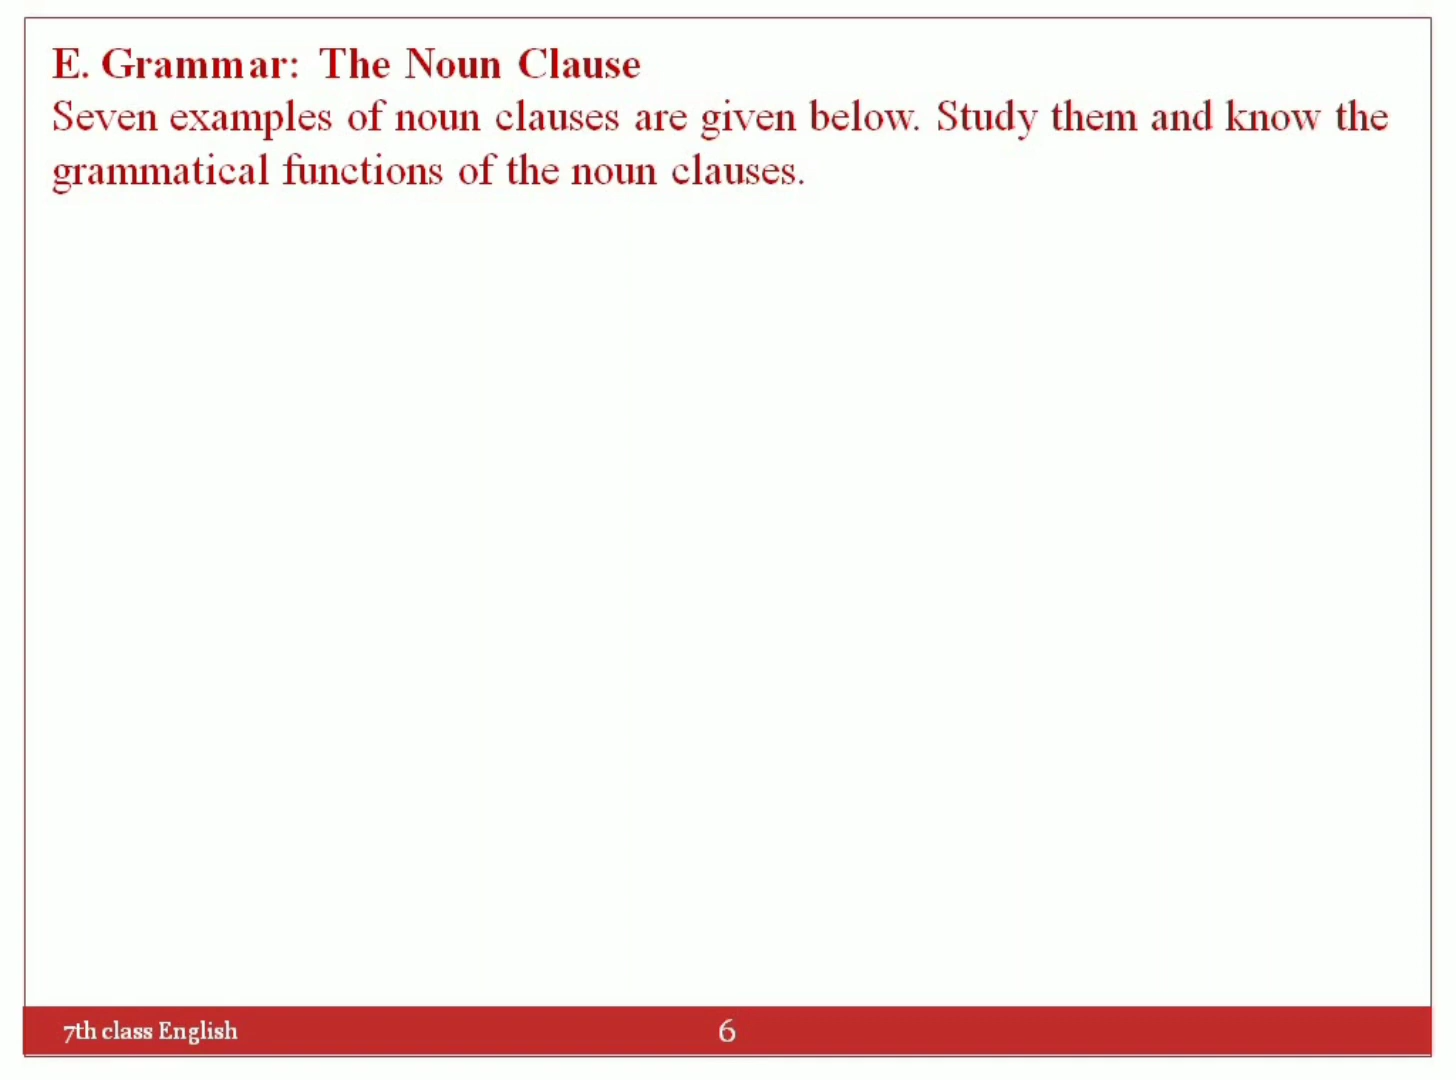 E. Grammar: The Noun Clause
Seven examples of noun clauses are given below. Study them and know the
grammatical functions of the noun clauses.
7th class English
6